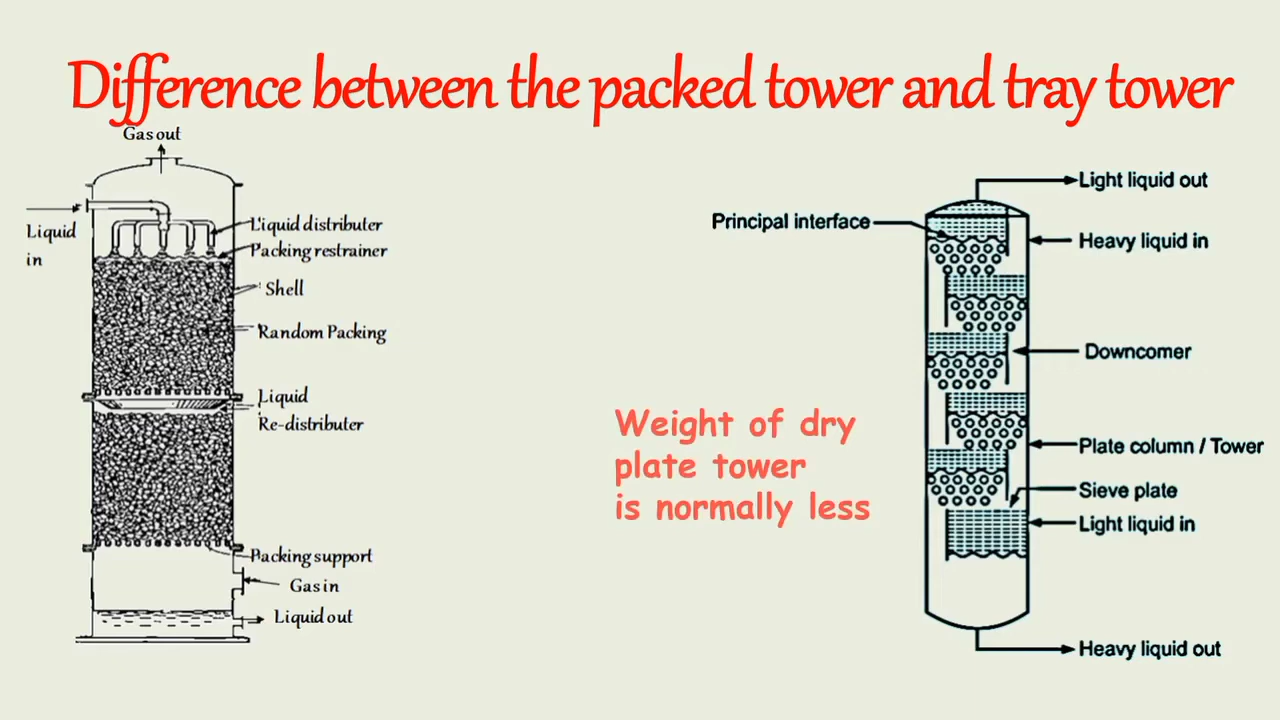 Difference between the packed tower and tray tower
Gas out
Liquid
in
Liquid distributer
Packing restrainer
Shell
Random Packing
Liquid
Re-distributer
Packing support
Gas in
Liquid out
Weight of dry
plate tower
is normally less
Light liquid out
Principal interface
Heavy liquid in
Downcomer
Plate column / Tower
Sieve plate
Light liquid in
Heavy liquid out